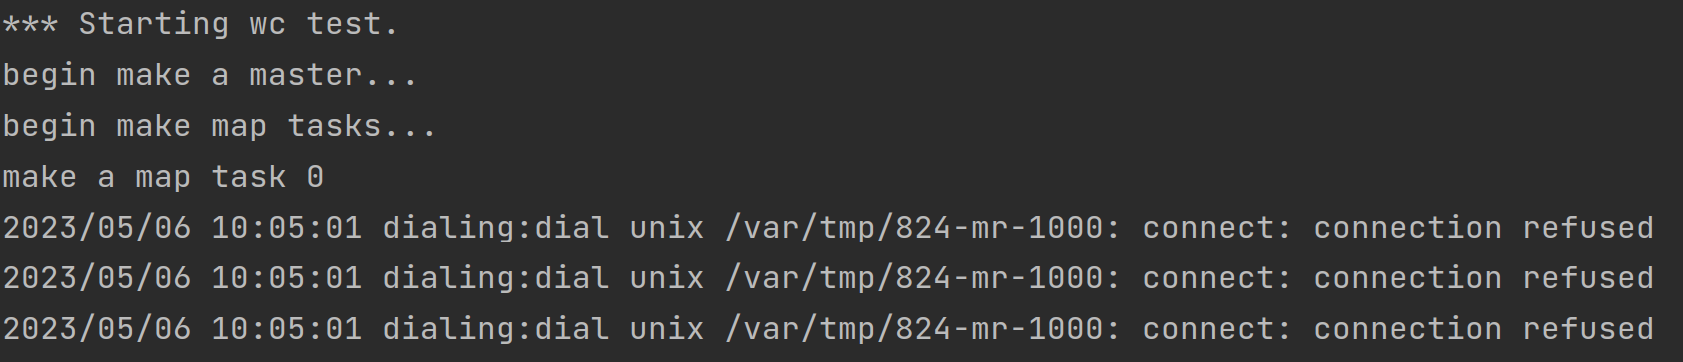 *** Starting wc test.
begin make a master...
begin make map tasks...
make a map task 0
2023/05/06 10:05:01 dialing:dial unix /var/tmp/824-mr-1000: connect: connection refused
2023/05/06 10:05:01 dialing:dial unix /var/tmp/824-mr-1000: connect: connection refused
2023/05/06 10:05:01 dialing:dial unix /var/tmp/824-mr-1000: connect: connection refused